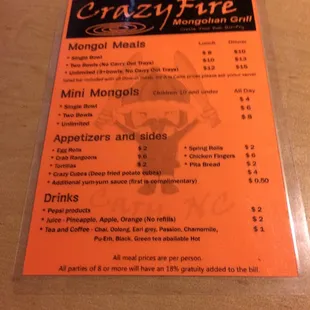 CrazyFire
Mongolian Grill
Mongol Meals Lunch Dinner
* Single Bowl $ 8 $10
* Two Bowls (No Carry Out Trays) $10 $12
* Unlimited (3+bowls, No Carry Out Trays) $12 $15
Mini Mongols Children 10 and under All Day
* Single Bowl $ 4
* Two Bowls $ 6
* Unlimited $ 8
Appetizers and sides
* Egg Rolls $ 2 * Spring Rolls $ 2
* Crab Rangoons $ 5 * Chicken Fingers $ 6
* Tortillas $ 2 * Pita Bread $ 2
* Crazy Cubes (Deep fried potato cubes) $ 4
* Additional yum-yum sauce (first is complimentary) $ 0.50
Drinks
* Pepsi products $ 2
* Juice - Pineapple, Apple, Orange (No refills) $ 2
* Tea and Coffee - Chai, Oolong, Earl grey, Passion, Chamomile, $ 1
Pu-Erh, Black, Green tea available Hot
All meal prices are per person.
All parties of 8 or more will have an 18% gratuity added to the bill.